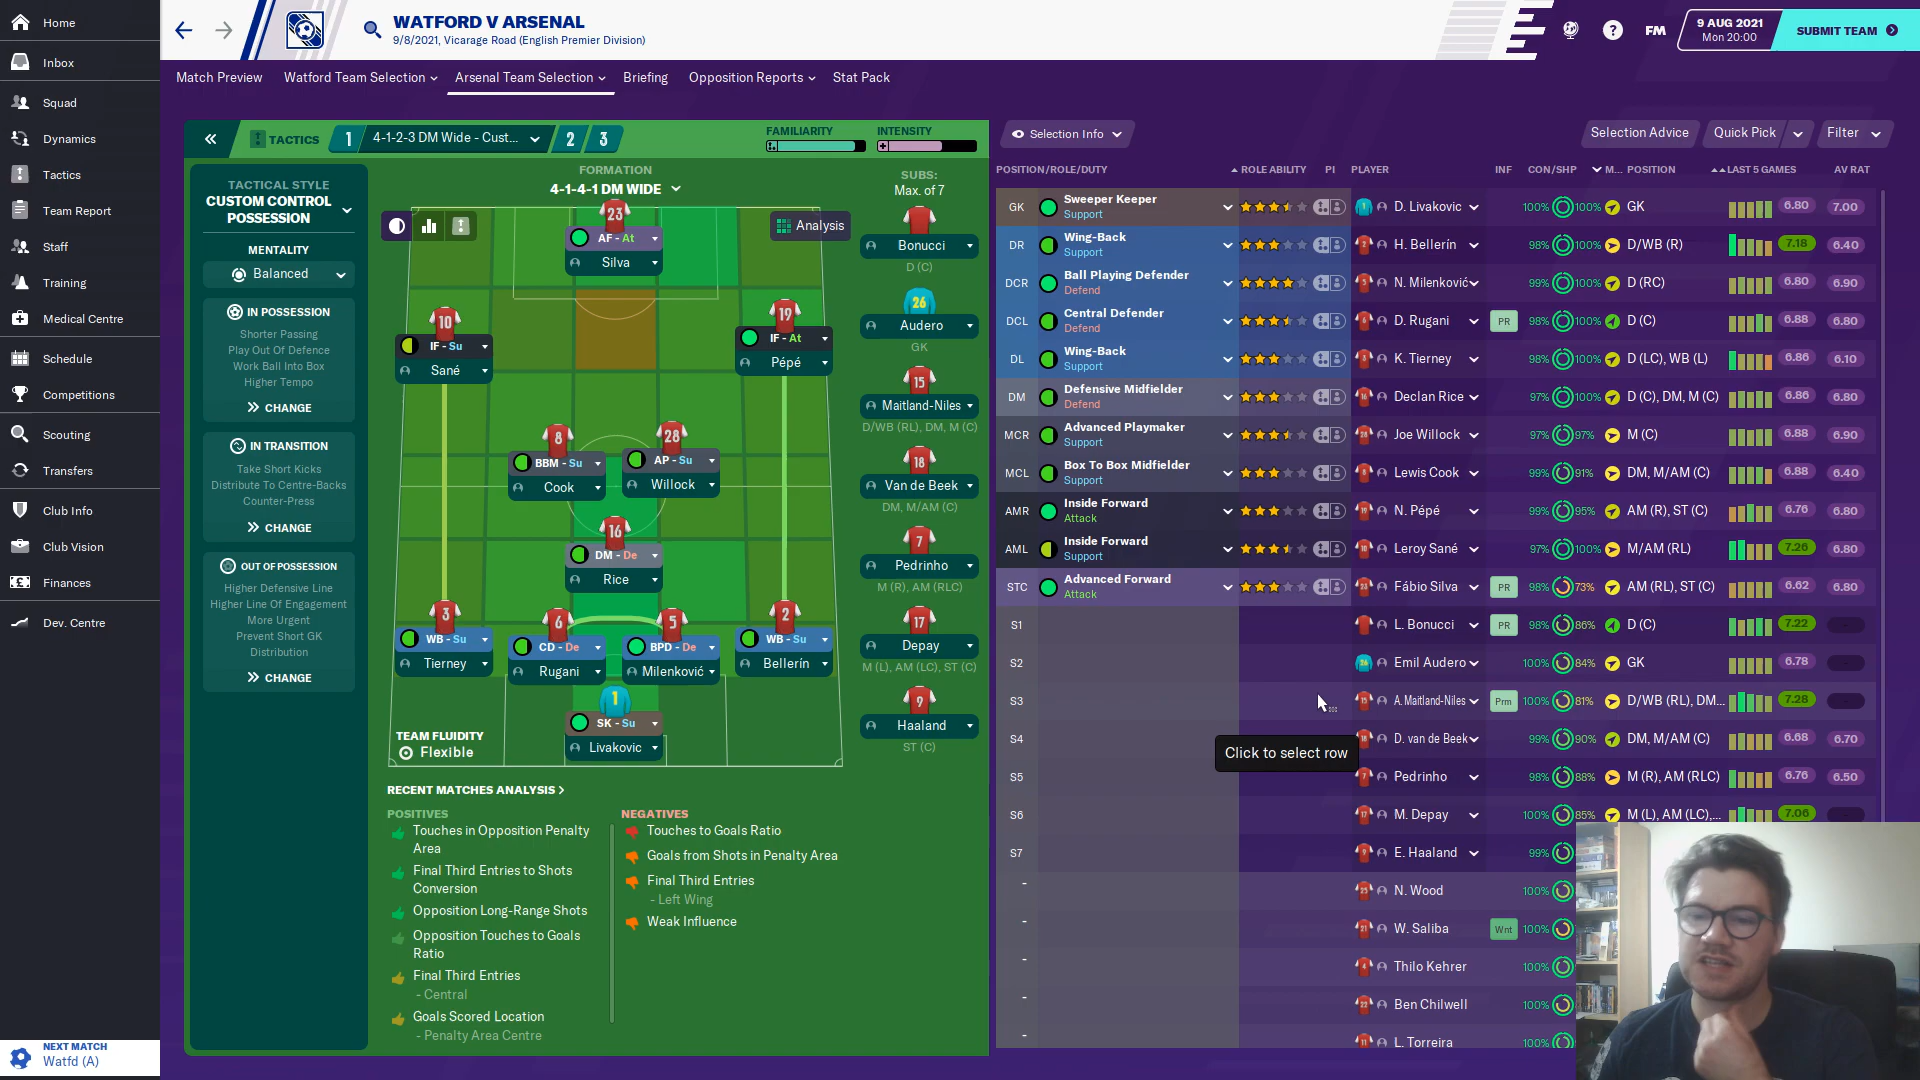 Home
Inbox
Squad
Dynamics
Tactics
Team Report
Staff
Training
Medical Centre
Schedule
Competitions
Scouting
Transfers
Club Info
Club Vision
Finances
Dev. Centre
NEXT MATCH
Watfd (A)
WATFORD V ARSENAL
9/8/2021, Vicarage Road (English Premier Division)
FM
9 AUG 2021
Mon 20:00
SUBMIT TEAM
Match Preview
Watford Team Selection
Arsenal Team Selection
Briefing
Opposition Reports
Stat Pack
TACTICS
1
4-1-2-3 DM Wide - Cust...
2
3
FAMILIARITY
INTENSITY
TACTICAL STYLE
CUSTOM CONTROL
POSSESSION
MENTALITY
Balanced
IN POSSESSION
Shorter Passing
Play Out Of Defence
Work Ball Into Box
Higher Tempo
CHANGE
IN TRANSITION
Take Short Kicks
Distribute To Centre-Backs
Counter-Press
CHANGE
OUT OF POSSESSION
Higher Defensive Line
Higher Line Of Engagement
More Urgent
Prevent Short GK
Distribution
CHANGE
FORMATION
4-1-4-1 DM WIDE
Analysis
23
AF - At
Silva
10
IF - Su
Sané
19
IF - At
Pépé
8
BBM - Su
Cook
28
AP - Su
Willock
16
DM - De
Rice
3
WB - Su
Tierney
6
CD - De
Rugani
5
BPD - De
Milenković
2
WB - Su
Bellerín
1
SK - Su
Livakovic
TEAM FLUIDITY
Flexible
SUBS:
Max. of 7
Bonucci
D (C)
26
Audero
GK
15
Maitland-Niles
D/WB (RL), DM, M (C)
18
Van de Beek
DM, M/AM (C)
7
Pedrinho
M (R), AM (RLC)
17
Depay
M (L), AM (LC), ST (C)
9
Haaland
ST (C)
RECENT MATCHES ANALYSIS >
POSITIVES
Touches in Opposition Penalty
Area
Final Third Entries to Shots
Conversion
Opposition Long-Range Shots
Opposition Touches to Goals
Ratio
Final Third Entries
- Central
Goals Scored Location
- Penalty Area Centre
NEGATIVES
Touches to Goals Ratio
Goals from Shots in Penalty Area
Final Third Entries
- Left Wing
Weak Influence
Selection Info
Selection Advice
Quick Pick
Filter
POSITION/ROLE/DUTY ROLE ABILITY PI PLAYER INF CON/SHP M... POSITION LAST 5 GAMES AV RAT
GK Sweeper Keeper Support D. Livakovic 100% 100% GK 6.80 7.00
DR Wing-Back Support H. Bellerín 98% 100% D/WB (R) 7.18 6.40
DCR Ball Playing Defender Defend N. Milenković 99% 100% D (RC) 6.80 6.90
DCL Central Defender Defend D. Rugani PR 98% 100% D (C) 6.88 6.80
DL Wing-Back Support K. Tierney 98% 100% D (LC), WB (L) 6.86 6.10
DM Defensive Midfielder Defend Declan Rice 97% 100% D (C), DM, M (C) 6.86 6.80
MCR Advanced Playmaker Support Joe Willock 97% 97% M (C) 6.88 6.90
MCL Box To Box Midfielder Support Lewis Cook 99% 91% DM, M/AM (C) 6.88 6.40
AMR Inside Forward Attack N. Pépé 99% 95% AM (R), ST (C) 6.76 6.80
AML Inside Forward Support Leroy Sané 97% 100% M/AM (RL) 7.26 6.80
STC Advanced Forward Attack Fábio Silva PR 98% 73% AM (RL), ST (C) 6.62 6.80
S1 L. Bonucci PR 98% 86% D (C) 7.22 -
S2 Emil Audero 100% 84% GK 6.78 -
S3 A. Maitland-Niles Prm 100% 81% D/WB (RL), DM... 7.28 -
S4 D. van de Beek 99% 90% DM, M/AM (C) 6.68 6.70
S5 Pedrinho 98% 88% M (R), AM (RLC) 6.76 6.50
S6 M. Depay 100% 85% M (L), AM (LC),... 7.06 -
S7 E. Haaland 99%
- N. Wood 100%
- W. Saliba Wnt 100%
- Thilo Kehrer 100%
- Ben Chilwell 100%
- L. Torreira 100%
Click to select row